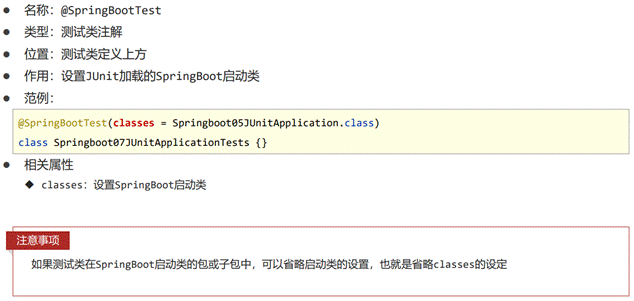 ● 名称：@SpringBootTest
● 类型：测试类注解
● 位置：测试类定义上方
● 作用：设置JUnit加载的SpringBoot启动类
● 范例：
@SpringBootTest(classes = Springboot05JUnitApplication.class)
class Springboot07JUnitApplicationTests {}
● 相关属性
◆ classes：设置SpringBoot启动类
注意事项
如果测试类在SpringBoot启动类的包或子包中，可以省略启动类的设置，也就是省略classes的设定